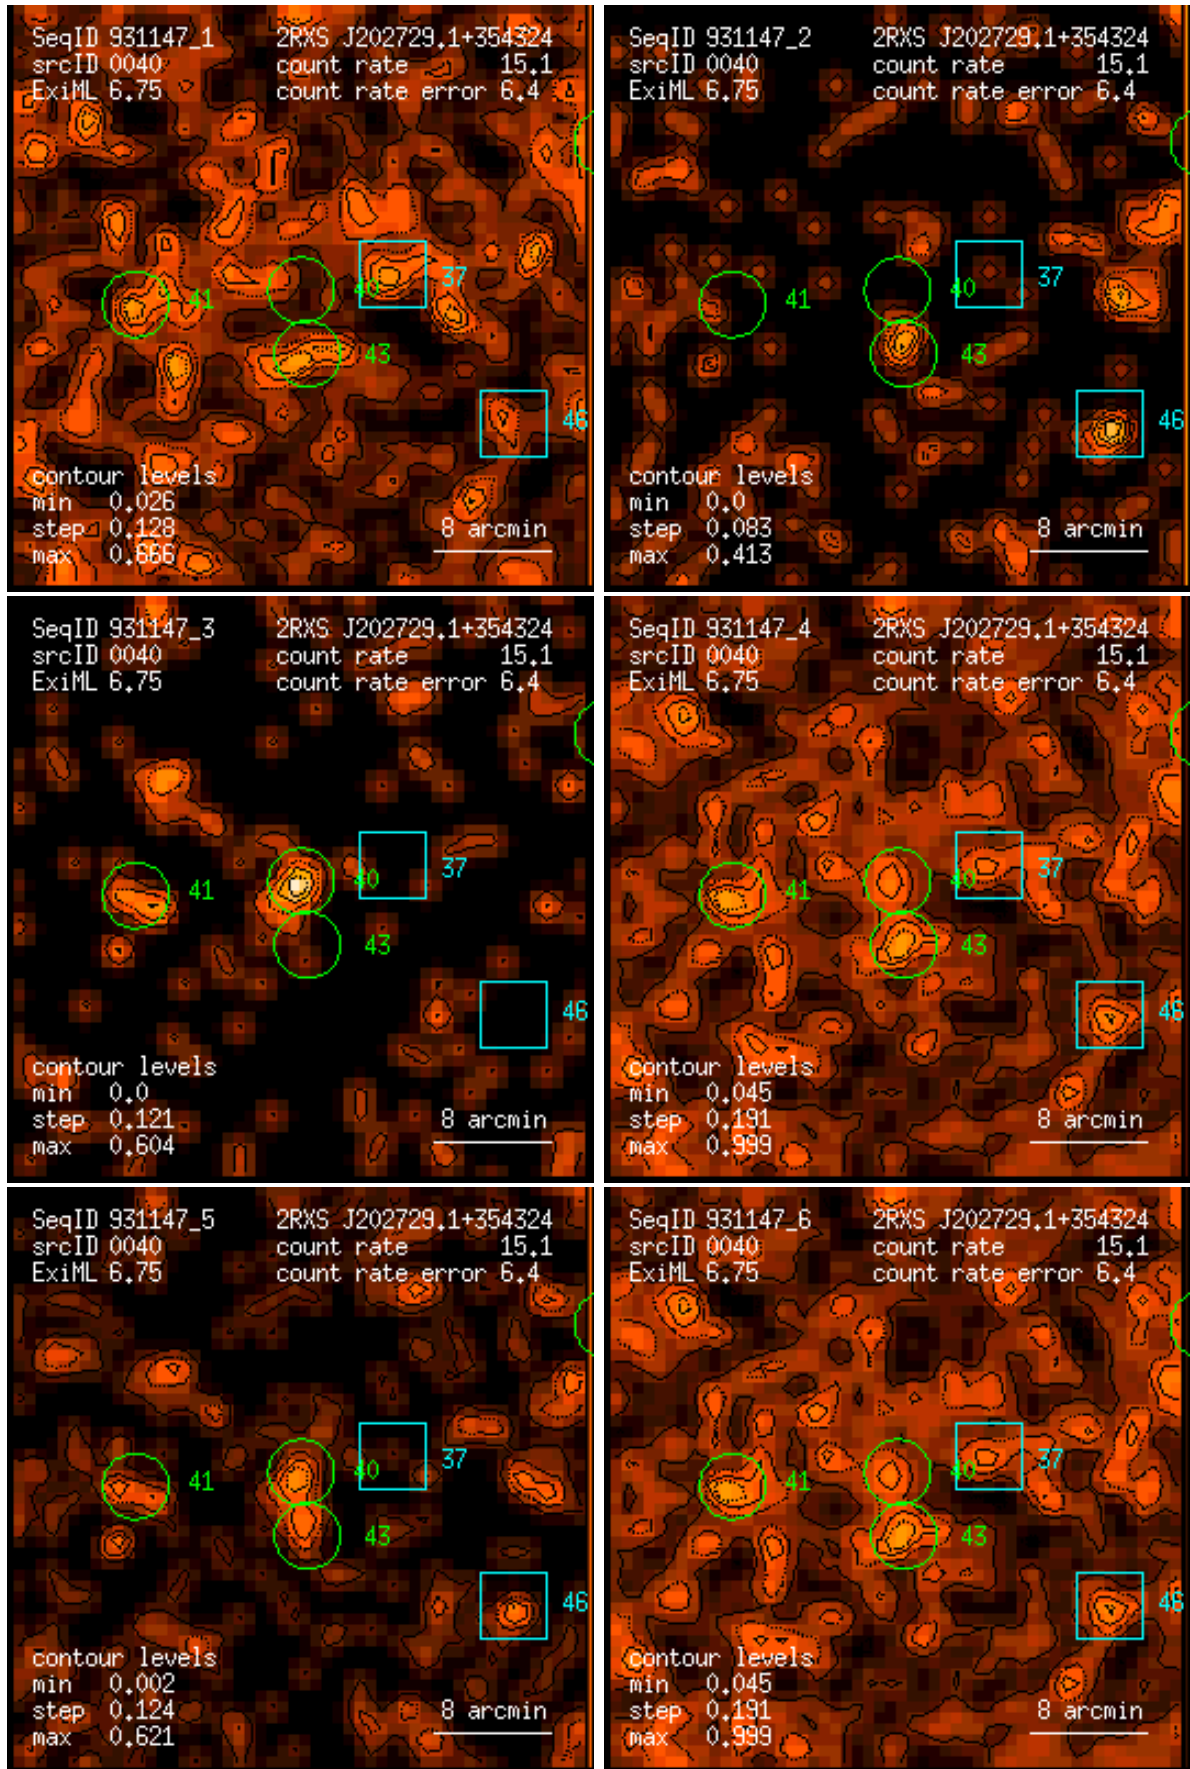 SeqID 931147_1 2RXS J202729.1+354324
srcID 0040 count rate 15.1
ExiML 6.75 count rate error 6.4
40
37
41
43
46
contour levels
min 0.026
step 0.128 8 arcmin
max 0.666
SeqID 931147_2 2RXS J202729.1+354324
srcID 0040 count rate 15.1
ExiML 6.75 count rate error 6.4
40
37
41
43
46
contour levels
min 0.0
step 0.083 8 arcmin
max 0.413
SeqID 931147_3 2RXS J202729.1+354324
srcID 0040 count rate 15.1
ExiML 6.75 count rate error 6.4
40
37
41
43
46
contour levels
min 0.0
step 0.121 8 arcmin
max 0.604
SeqID 931147_4 2RXS J202729.1+354324
srcID 0040 count rate 15.1
ExiML 6.75 count rate error 6.4
40
37
41
43
46
contour levels
min 0.045
step 0.191 8 arcmin
max 0.999
SeqID 931147_5 2RXS J202729.1+354324
srcID 0040 count rate 15.1
ExiML 6.75 count rate error 6.4
40
37
41
43
46
contour levels
min 0.002
step 0.124 8 arcmin
max 0.621
SeqID 931147_6 2RXS J202729.1+354324
srcID 0040 count rate 15.1
ExiML 6.75 count rate error 6.4
40
37
41
43
46
contour levels
min 0.045
step 0.191 8 arcmin
max 0.999